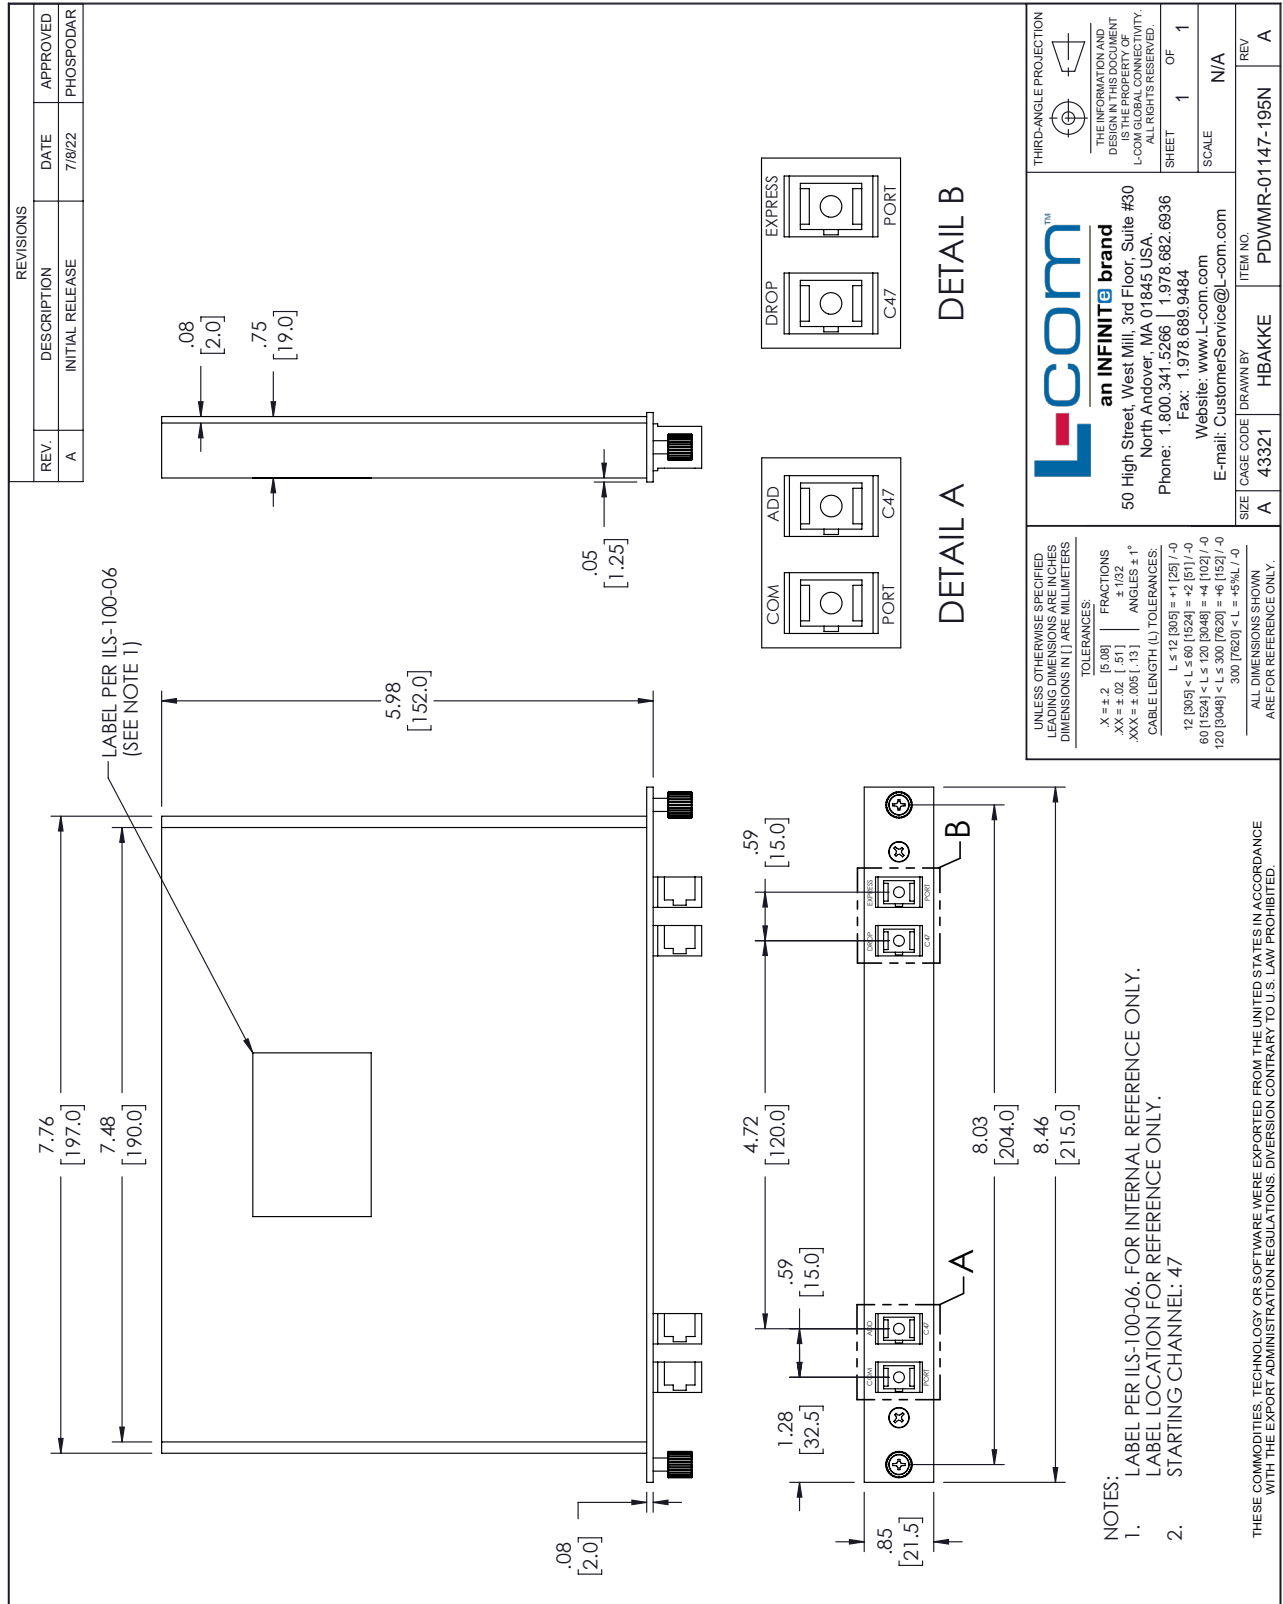 REVISIONS
REV. DESCRIPTION DATE APPROVED
A INITIAL RELEASE 7/8/22 PHOSPODAR
7.76
[197.0]
7.48
[190.0]
LABEL PER ILS-100-06
(SEE NOTE 1)
5.98
[152.0]
.08
[2.0]
.08
[2.0]
.75
[19.0]
.05
[1.25]
1.28
[32.5]
.59
[15.0]
4.72
[120.0]
.59
[15.0]
.85
[21.5]
COM ADD
PORT C47
DROP EXPRESS
C47 PORT
A
B
8.03
[204.0]
8.46
[215.0]
COM ADD
PORT C47
DETAIL A
DROP EXPRESS
C47 PORT
DETAIL B
NOTES:
1. LABEL PER ILS-100-06. FOR INTERNAL REFERENCE ONLY.
LABEL LOCATION FOR REFERENCE ONLY.
2. STARTING CHANNEL: 47
THESE COMMODITIES, TECHNOLOGY OR SOFTWARE WERE EXPORTED FROM THE UNITED STATES IN ACCORDANCE
WITH THE EXPORT ADMINISTRATION REGULATIONS. DIVERSION CONTRARY TO U.S. LAW PROHIBITED.
UNLESS OTHERWISE SPECIFIED
LEADING DIMENSIONS ARE INCHES
DIMENSIONS IN [ ] ARE MILLIMETERS
TOLERANCES:
.X = ± .2 [5.08] FRACTIONS
.XX = ± .02 [ .51 ] ± 1/32
.XXX = ± .005 [ .13 ] ANGLES ± 1°
CABLE LENGTH (L) TOLERANCES:
L ≤ 12 [305] = +1 [25] / -0
12 [305] < L ≤ 60 [1524] = +2 [51] / -0
60 [1524] < L ≤ 120 [3048] = +4 [102] / -0
120 [3048] < L ≤ 300 [7620] = +6 [152] / -0
300 [7620] < L = +5%L / -0
ALL DIMENSIONS SHOWN
ARE FOR REFERENCE ONLY.
L-com™
an INFINIT@ brand
50 High Street, West Mill, 3rd Floor, Suite #30
North Andover, MA 01845 USA.
Phone: 1.800.341.5266 | 1.978.682.6936
Fax: 1.978.689.9484
Website: www.L-com.com
E-mail: CustomerService@L-com.com
THIRD-ANGLE PROJECTION
THE INFORMATION AND
DESIGN IN THIS DOCUMENT
IS THE PROPERTY OF
L-COM GLOBAL CONNECTIVITY.
ALL RIGHTS RESERVED.
SHEET 1 OF 1
SCALE N/A
SIZE A
CAGE CODE 43321
DRAWN BY HBAKKE
ITEM NO. PDWMR-01147-195N
REV A